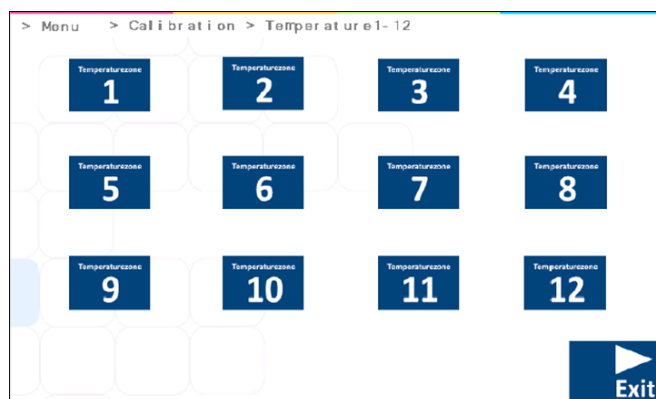 > Menu > Calibration > Temperature1-12
Temperaturezone Temperaturezone Temperaturezone Temperaturezone
1 2 3 4
Temperaturezone Temperaturezone Temperaturezone Temperaturezone
5 6 7 8
Temperaturezone Temperaturezone Temperaturezone Temperaturezone
9 10 11 12
Exit